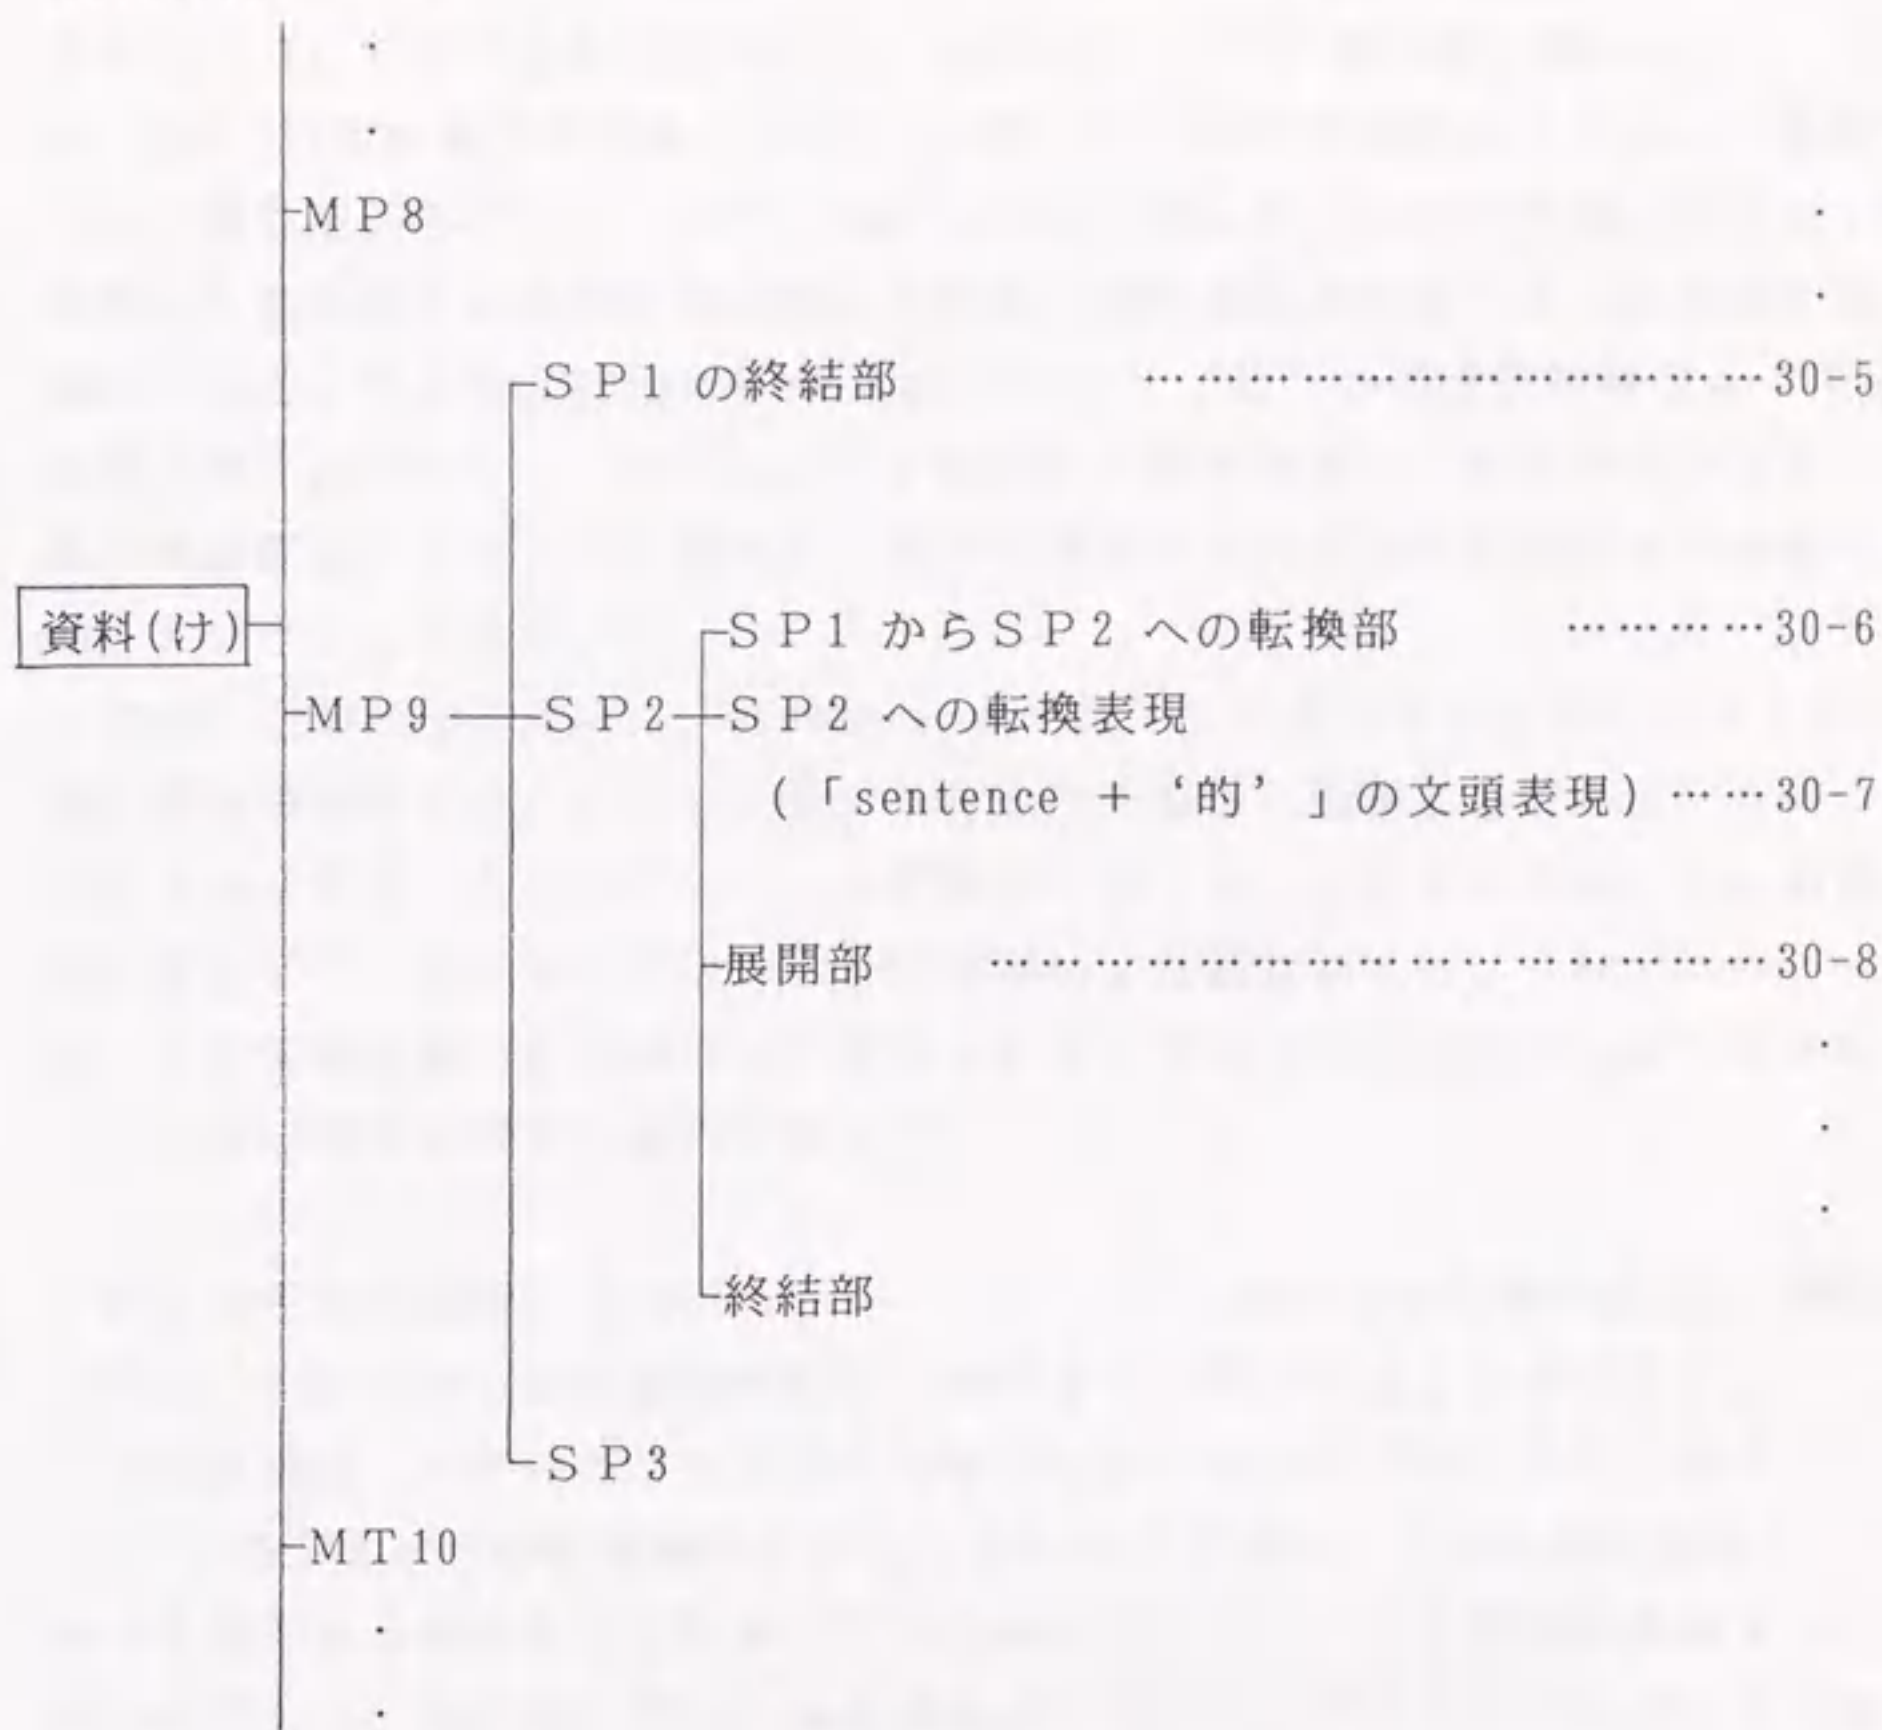 MP8
SP1 の終結部 ……………………………… 30-5
資料(け)
SP1 からSP2 への転換部 ………… 30-6
MP9
SP2
SP2 への転換表現
(「sentence + ‘的’ 」の文頭表現) …… 30-7
展開部 ……………………………………… 30-8
終結部
SP3
MT10